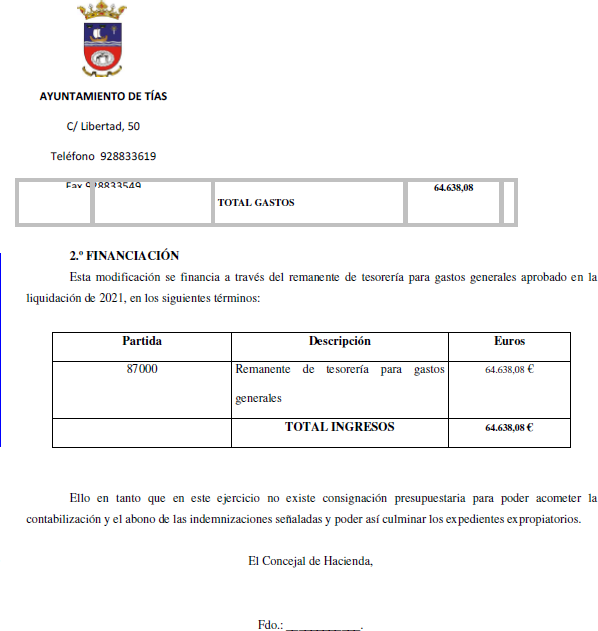 AYUNTAMIENTO DE TÍAS
C/ Libertad, 50
Teléfono 928833619
Fax 928833549
TOTAL GASTOS 64.638,08
2.º FINANCIACIÓN
Esta modificación se financia a través del remanente de tesorería para gastos generales aprobado en la
liquidación de 2021, en los siguientes términos:
Partida Descripción Euros
87000 Remanente de tesorería para gastos 64.638,08 €
generales
TOTAL INGRESOS 64.638,08 €
Ello en tanto que en este ejercicio no existe consignación presupuestaria para poder acometer la
contabilización y el abono de las indemnizaciones señaladas y poder así culminar los expedientes expropiatorios.
El Concejal de Hacienda,
Fdo.: ____________.